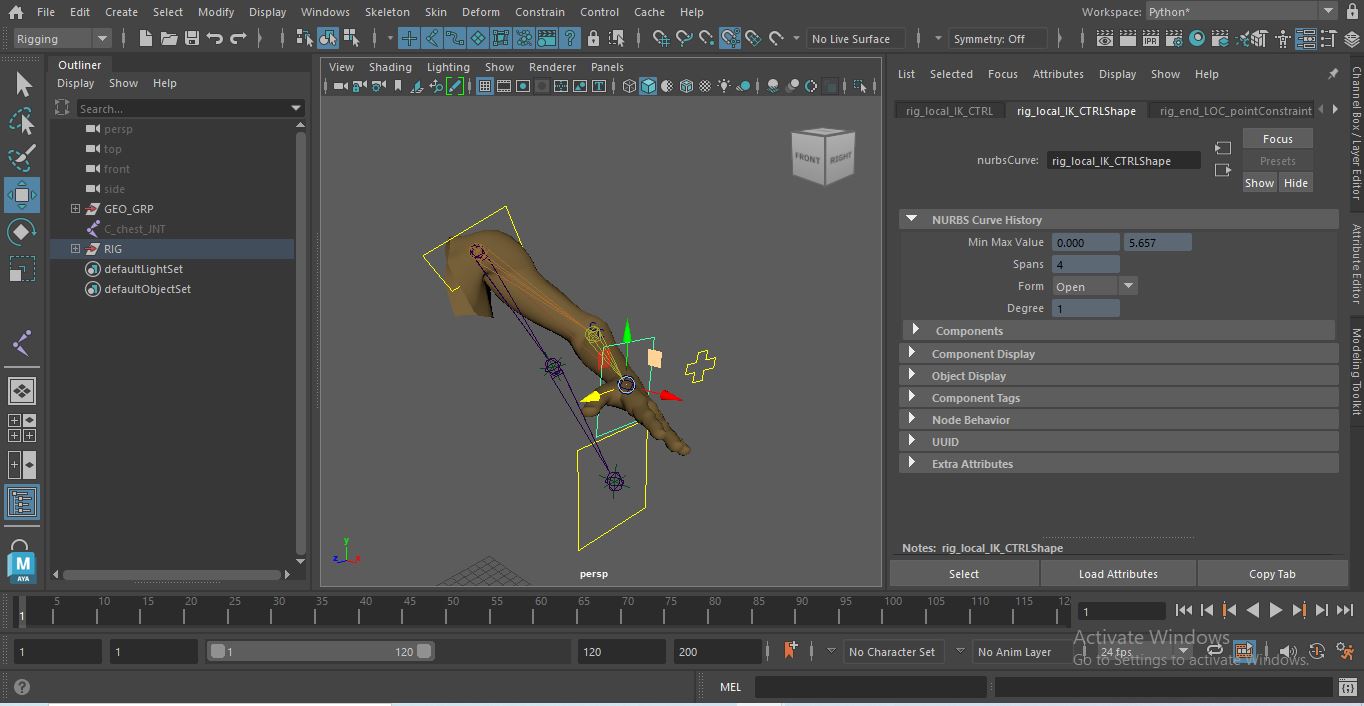 File Edit Create Select Modify Display Windows Skeleton Skin Deform Constrain Control Cache Help Workspace: Python*
Rigging No Live Surface Symmetry: Off IPR
Outliner
Display Show Help
Search...
persp
top
front
side
GEO_GRP
C_chest_JNT
RIG
defaultLightSet
defaultObjectSet
M
AYA
View Shading Lighting Show Renderer Panels
FRONT RIGHT
y
z x
persp
List Selected Focus Attributes Display Show Help
rig_local_IK_CTRL rig_local_IK_CTRLShape rig_end_LOC_pointConstraint
nurbsCurve: rig_local_IK_CTRLShape
Focus
Presets
Show Hide
NURBS Curve History
Min Max Value 0.000 5.657
Spans 4
Form Open
Degree 1
Components
Component Display
Object Display
Component Tags
Node Behavior
UUID
Extra Attributes
Notes: rig_local_IK_CTRLShape
Select Load Attributes Copy Tab
Channel Box / Layer Editor
Attribute Editor
Modeling Toolkit
1 5 10 15 20 25 30 35 40 45 50 55 60 65 70 75 80 85 90 95 100 105 110 115 12 1
1 1 1 120 120 200 No Character Set No Anim Layer 24 fps
Activate Windows
Go to Settings to activate Windows.
MEL